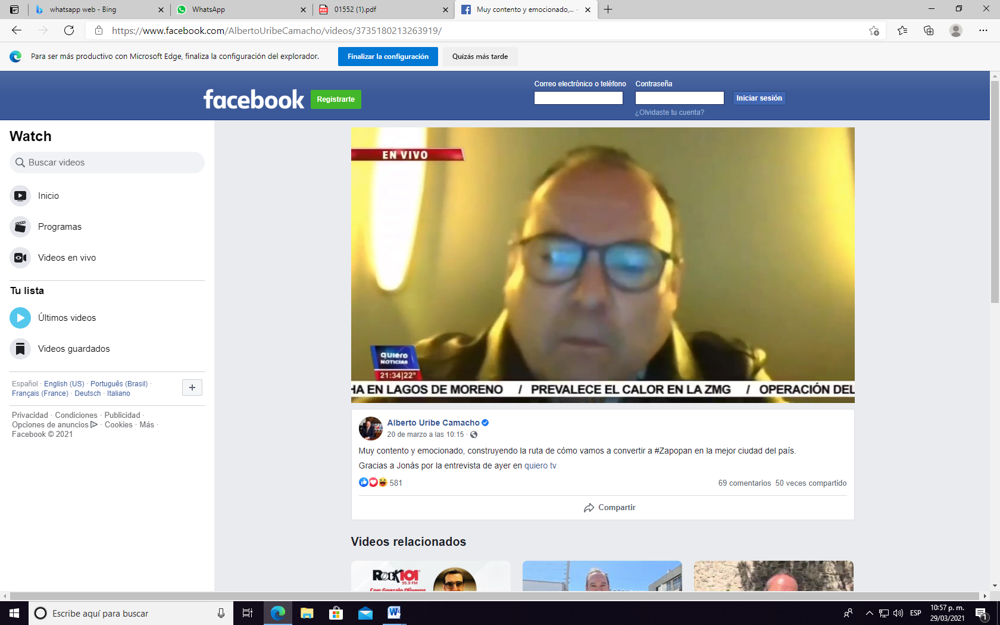 whatsapp web - Bing
WhatsApp
01552 (1).pdf
Muy contento y emocionado,... -
https://www.facebook.com/AlbertoUribeCamacho/videos/3735180213263919/
Para ser más productivo con Microsoft Edge, finaliza la configuración del explorador.
Finalizar la configuración
Quizás más tarde
facebook
Registrarte
Correo electrónico o teléfono
Contraseña
Iniciar sesión
¿Olvidaste tu cuenta?
Watch
Buscar videos
Inicio
Programas
Videos en vivo
Tu lista
Últimos videos
Videos guardados
Español · English (US) · Português (Brasil) ·
Français (France) · Deutsch · Italiano
Privacidad · Condiciones · Publicidad ·
Opciones de anuncios · Cookies · Más ·
Facebook © 2021
EN VIVO
quiero
NOTICIAS
21:34|22°
HA EN LAGOS DE MORENO / PREVALECE EL CALOR EN LA ZMG / OPERACIÓN DEL
Alberto Uribe Camacho
20 de marzo a las 10:15 ·
Muy contento y emocionado, construyendo la ruta de cómo vamos a convertir a #Zapopan en la mejor ciudad del país.
Gracias a Jonás por la entrevista de ayer en quiero tv
581
69 comentarios 50 veces compartido
Compartir
Videos relacionados
ROCK101
95.9 FM
Con: Gonzalo Oliveros
Escribe aquí para buscar
ESP
10:57 p. m.
29/03/2021
1